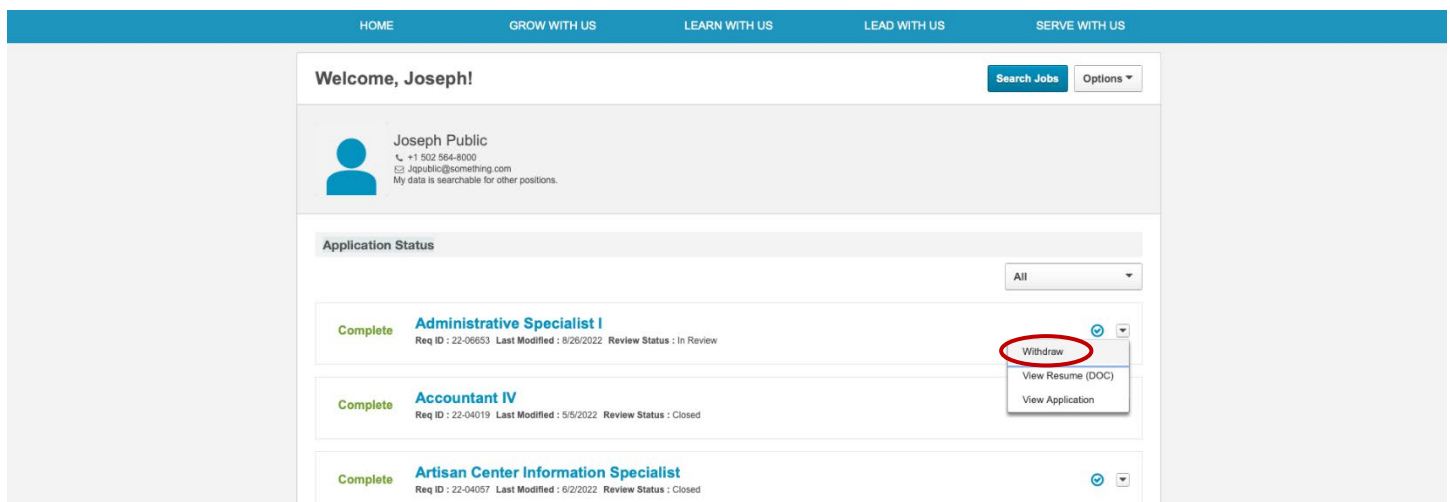 HOME GROW WITH US LEARN WITH US LEAD WITH US SERVE WITH US
Welcome, Joseph!
Search Jobs Options
Joseph Public
+1 502 564-8000
Jqpublic@something.com
My data is searchable for other positions.
Application Status
All
Complete Administrative Specialist I
Req ID : 22-06653 Last Modified : 8/26/2022 Review Status : In Review
Withdraw
View Resume (DOC)
View Application
Complete Accountant IV
Req ID : 22-04019 Last Modified : 5/5/2022 Review Status : Closed
Complete Artisan Center Information Specialist
Req ID : 22-04057 Last Modified : 6/2/2022 Review Status : Closed